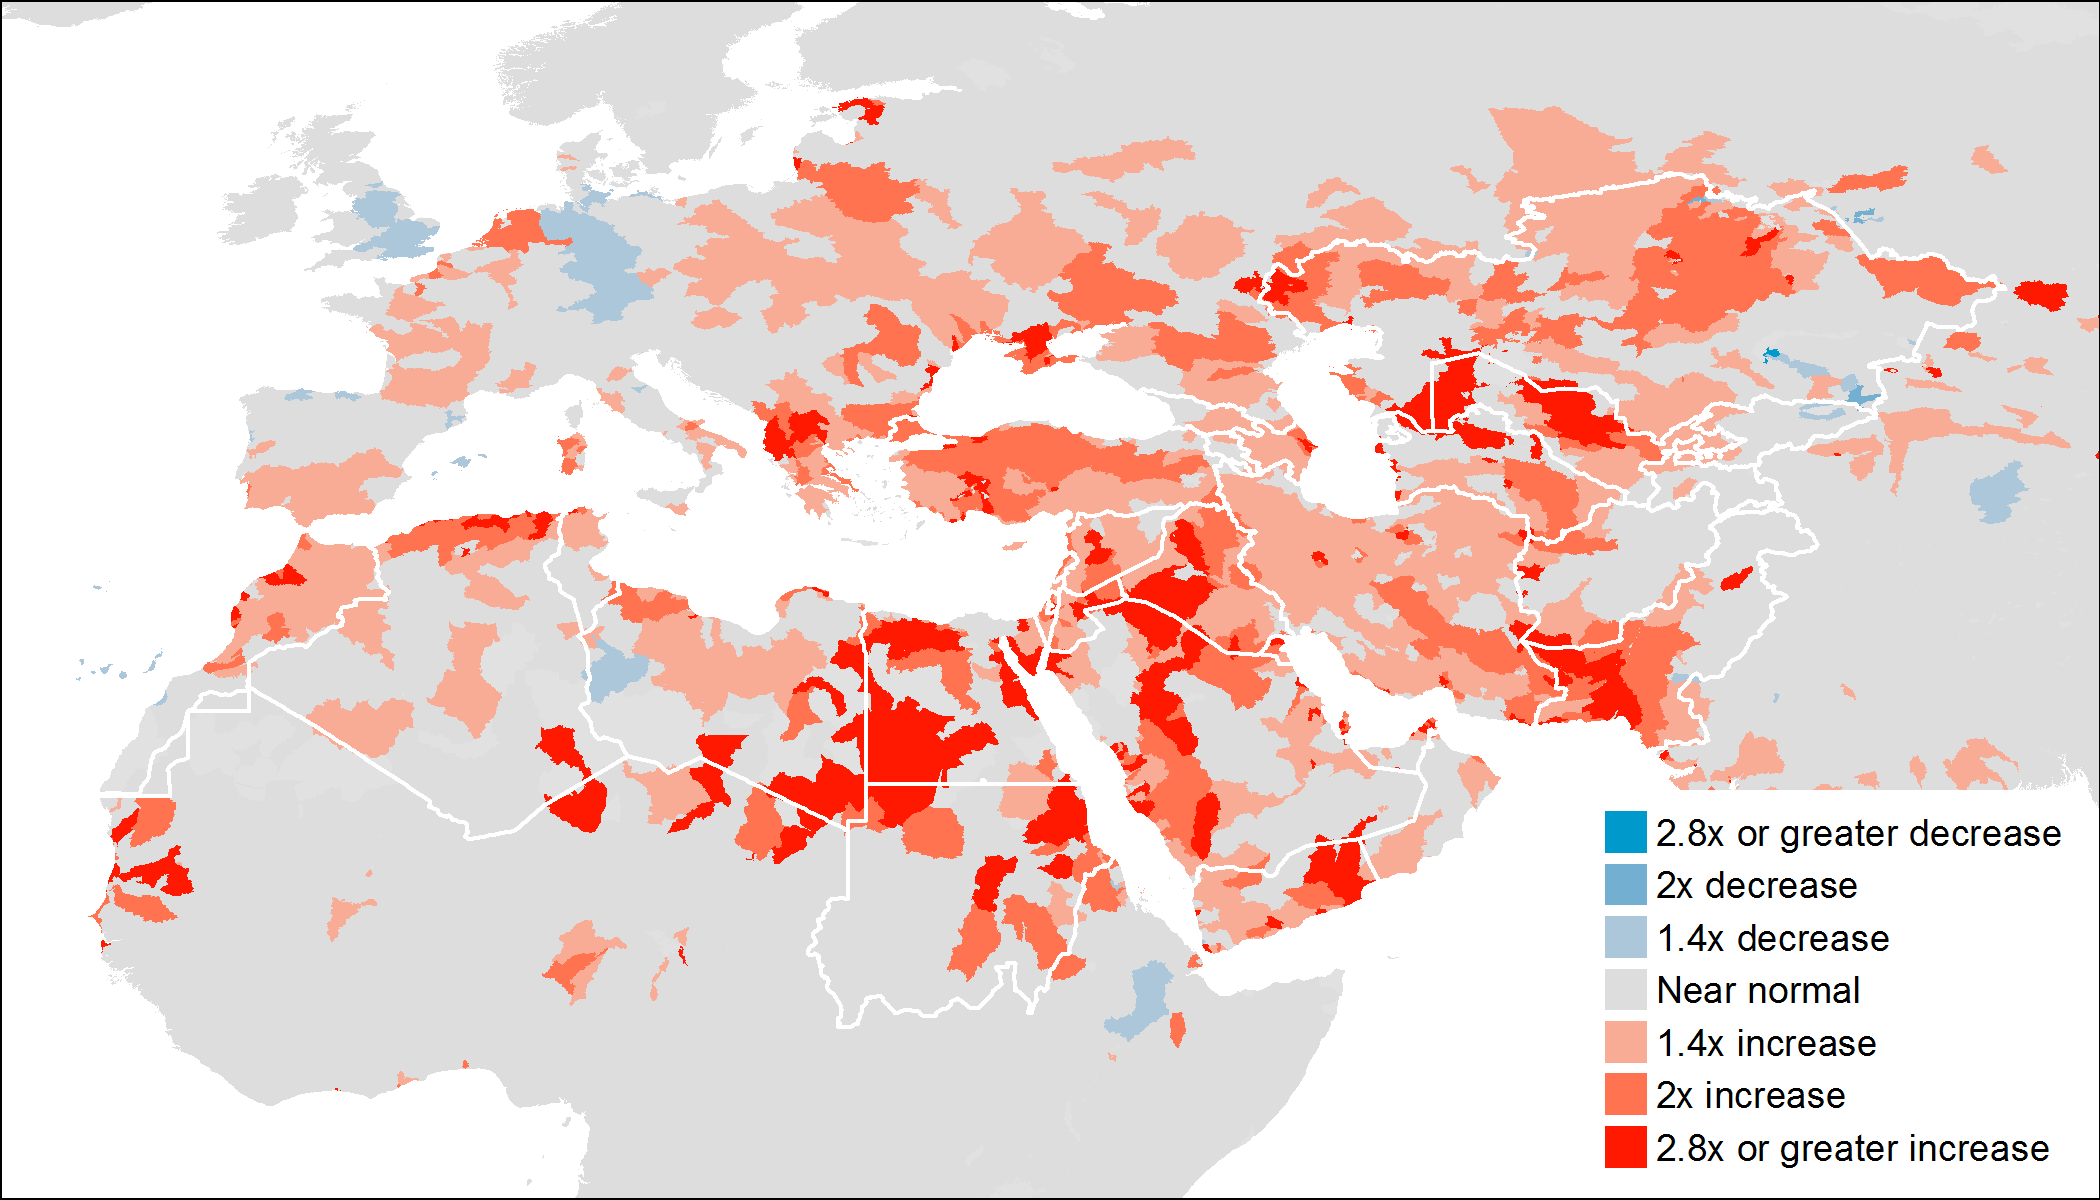 2.8x or greater decrease
2x decrease
1.4x decrease
Near normal
1.4x increase
2x increase
2.8x or greater increase